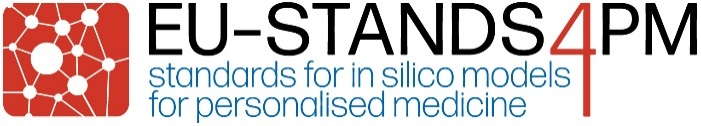 EU-STANDS4PM
standards for in silico models
for personalised medicine